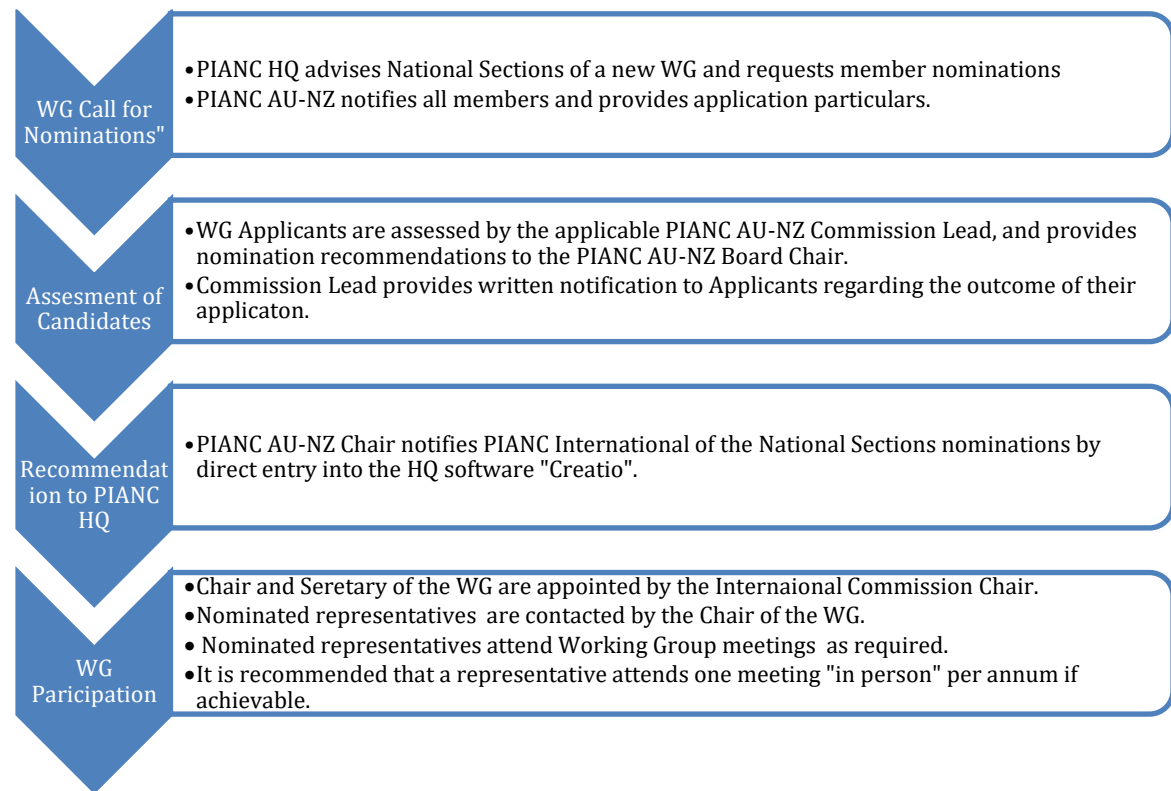 WG Call for
Nominations"
•PIANC HQ advises National Sections of a new WG and requests member nominations
•PIANC AU-NZ notifies all members and provides application particulars.
Assesment of
Candidates
•WG Applicants are assessed by the applicable PIANC AU-NZ Commission Lead, and provides
nomination recommendations to the PIANC AU-NZ Board Chair.
•Commission Lead provides written notification to Applicants regarding the outcome of their
applicaton.
Recommendat
ion to PIANC
HQ
•PIANC AU-NZ Chair notifies PIANC International of the National Sections nominations by
direct entry into the HQ software "Creatio".
WG
Paricipation
•Chair and Seretary of the WG are appointed by the Internaional Commission Chair.
•Nominated representatives are contacted by the Chair of the WG.
• Nominated representatives attend Working Group meetings as required.
•It is recommended that a representative attends one meeting "in person" per annum if
achievable.